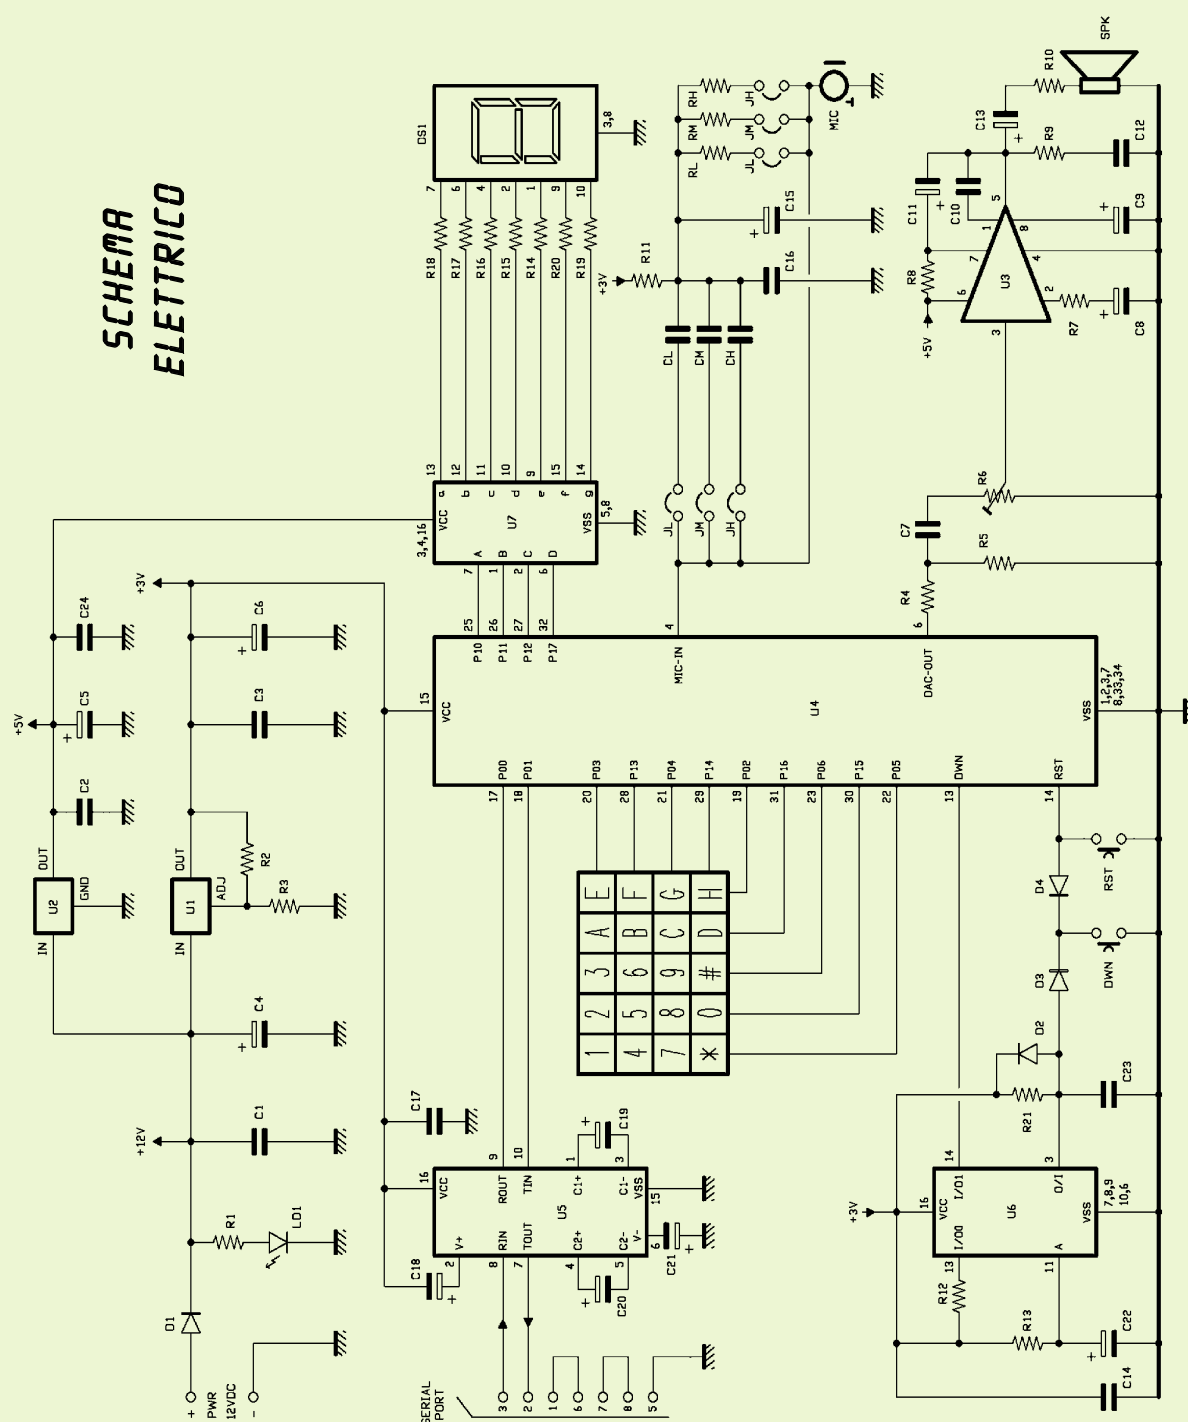 SCHEMA
ELETTRICO
PWR
12VDC
+
-
D1
R1
LD1
+12V
C1
C4
+
IN
U2
OUT
GND
IN
U1
OUT
ADJ
R2
R3
C2
+5V
C5
+
C24
C3
C6
+
+3V
SERIAL
PORT
3
2
1
6
7
8
5
C18
+
2
V+
16
VCC
C17
8
RIN
ROUT
9
7
TOUT
TIN
10
U5
4
C2+
C1+
1
5
C2-
C1-
3
6
V-
VSS
15
C20
+
C19
+
C21
+
1 2 3 A E
4 5 6 B F
7 8 9 C G
* 0 # D H
17
P00
18
P01
20
P03
28
P13
21
P04
29
P14
19
P02
31
P16
23
P06
30
P15
22
P05
13
DWN
14
RST
15
VCC
U4
P10
25
P11
26
P12
27
P17
32
MIC-IN
4
DAC-OUT
6
VSS
1,2,3,7
8,33,34
7
A
1
B
2
C
6
D
3,4,16
VCC
U7
VSS
5,8
a
13
b
12
c
11
d
10
e
9
f
15
g
14
R18
7
R17
6
R16
4
R15
2
R14
1
R20
9
R19
10
DS1
3,8
JL
CL
JM
CM
JH
CH
+3V
R11
C16
C15
+
RL
JL
RM
JM
RH
JH
MIC
R4
C7
R5
R6
3
U3
+5V
R8
6
7
1
5
8
4
2
R7
C8
+
C9
+
C11
+
C10
C13
+
R9
C12
R10
SPK
+3V
C14
R12
13
I/O0
I/O1
14
16
VCC
U6
R13
11
A
O/I
3
VSS
7,8,9
10,6
C22
+
R21
D2
C23
D3
DWN
D4
RST